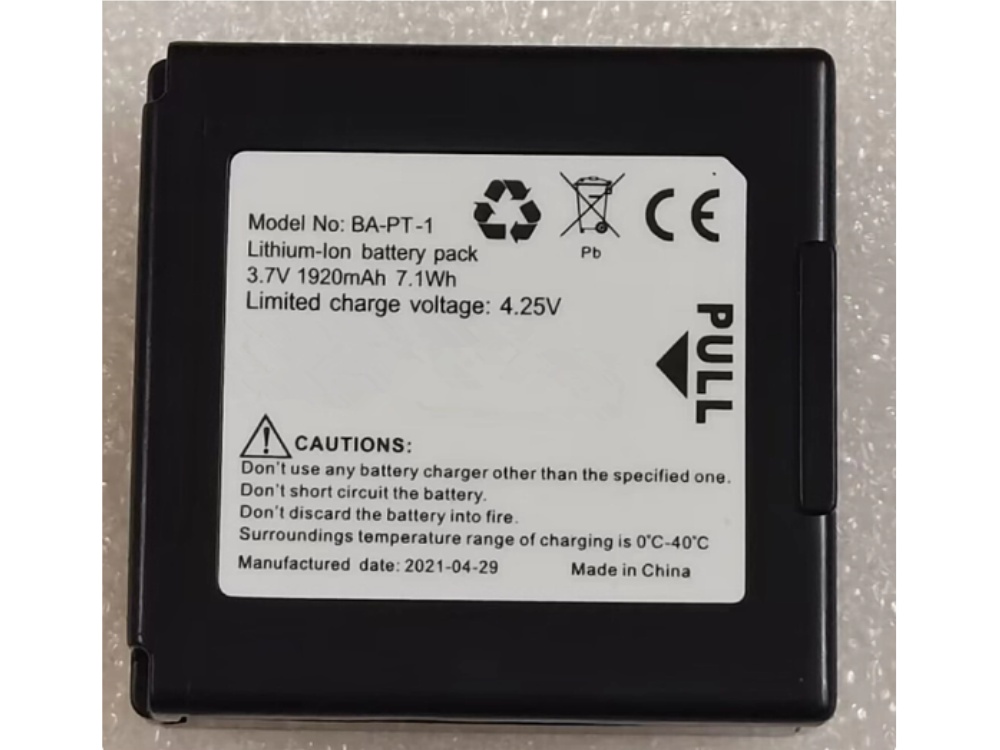 Model No: BA-PT-1
Lithium-Ion battery pack
3.7V 1920mAh 7.1Wh
Limited charge voltage: 4.25V
Pb
CE
PULL
CAUTIONS:
Don't use any battery charger other than the specified one.
Don't short circuit the battery.
Don't discard the battery into fire.
Surroundings temperature range of charging is 0°C-40°C
Manufactured date: 2021-04-29 Made in China